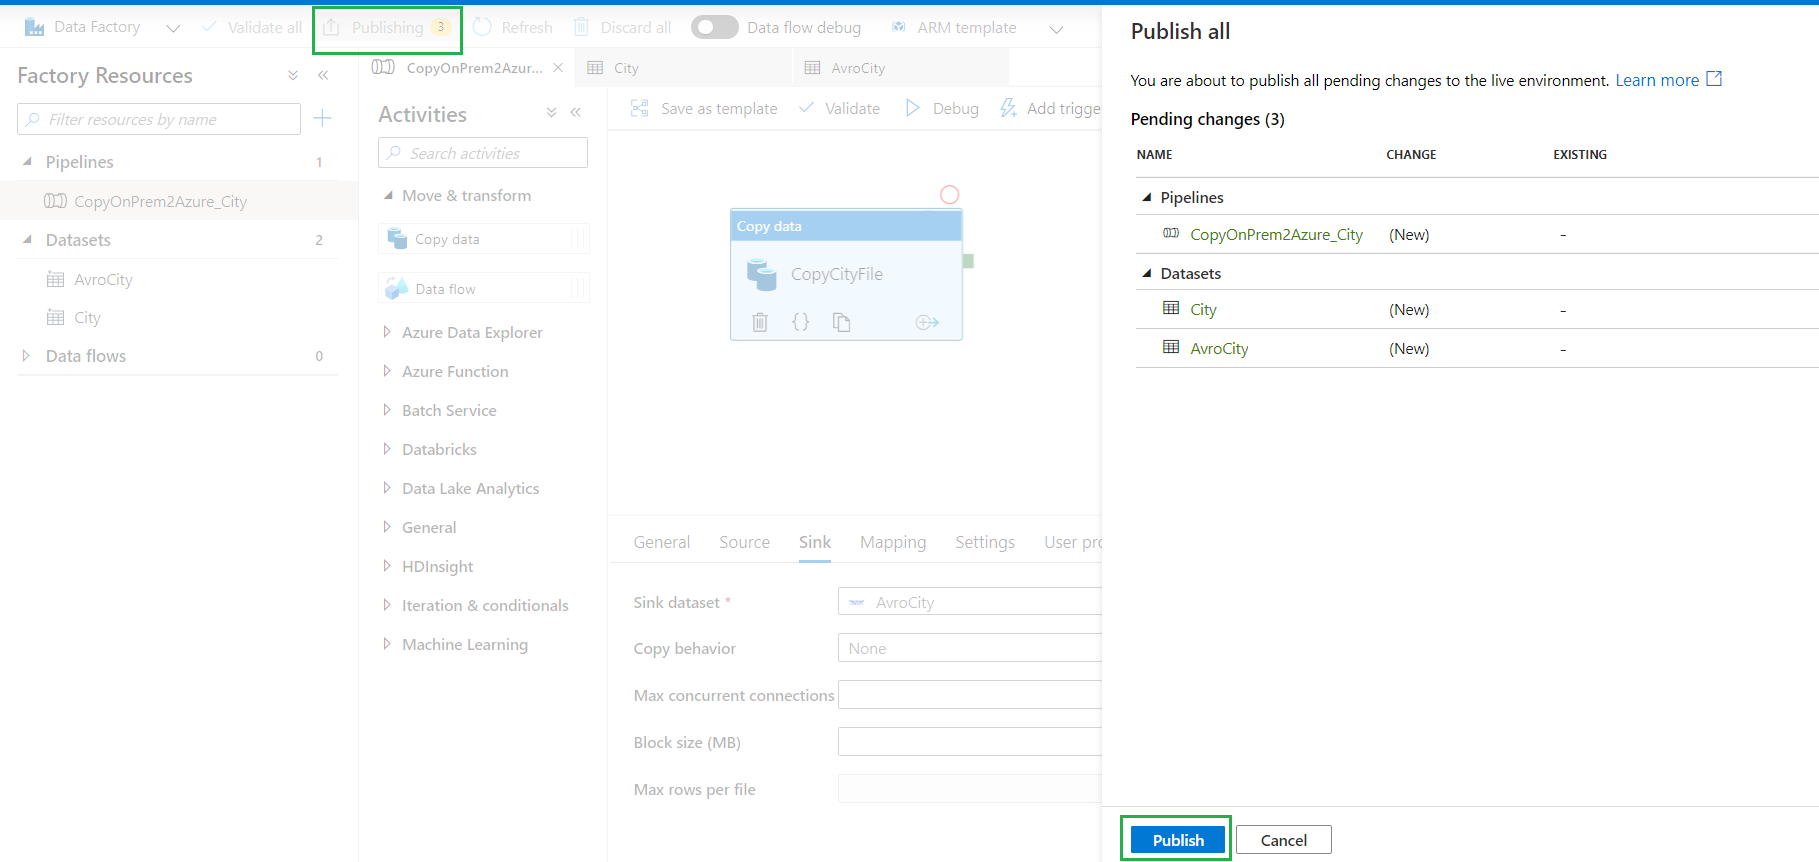 Data Factory
Validate all
Publishing 3
Refresh
Discard all
Data flow debug
ARM template
Factory Resources
Filter resources by name
Pipelines 1
CopyOnPrem2Azure_City
Datasets 2
AvroCity
City
Data flows 0
CopyOnPrem2Azur...
City
AvroCity
Activities
Search activities
Move & transform
Copy data
Data flow
Azure Data Explorer
Azure Function
Batch Service
Databricks
Data Lake Analytics
General
HDInsight
Iteration & conditionals
Machine Learning
Save as template
Validate
Debug
Add trigge
Copy data
CopyCityFile
General
Source
Sink
Mapping
Settings
User pro
Sink dataset * AvroCity
Copy behavior None
Max concurrent connections
Block size (MB)
Max rows per file
Publish all
You are about to publish all pending changes to the live environment. Learn more
Pending changes (3)
NAME CHANGE EXISTING
Pipelines
CopyOnPrem2Azure_City (New) -
Datasets
City (New) -
AvroCity (New) -
Publish
Cancel